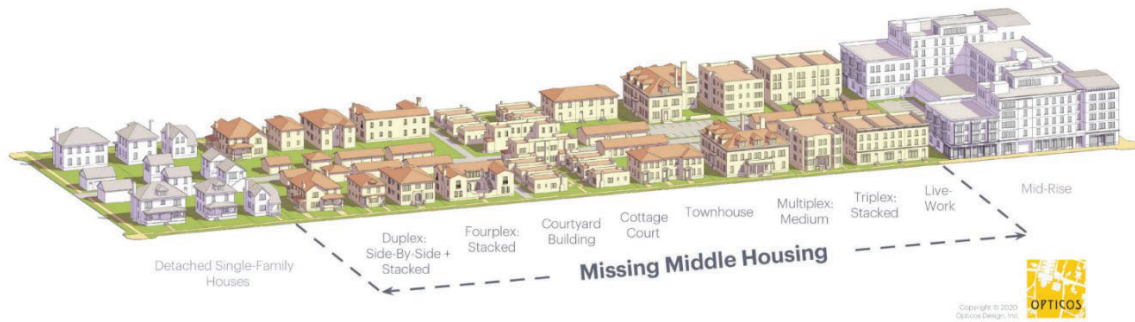 Detached Single-Family
Houses
Duplex:
Side-By-Side +
Stacked
Fourplex:
Stacked
Courtyard
Building
Cottage
Court
Townhouse
Multiplex:
Medium
Triplex:
Stacked
Live-
Work
Mid-Rise
Missing Middle Housing
Copyright © 2020
Opticos Design, Inc.
OPTICOS